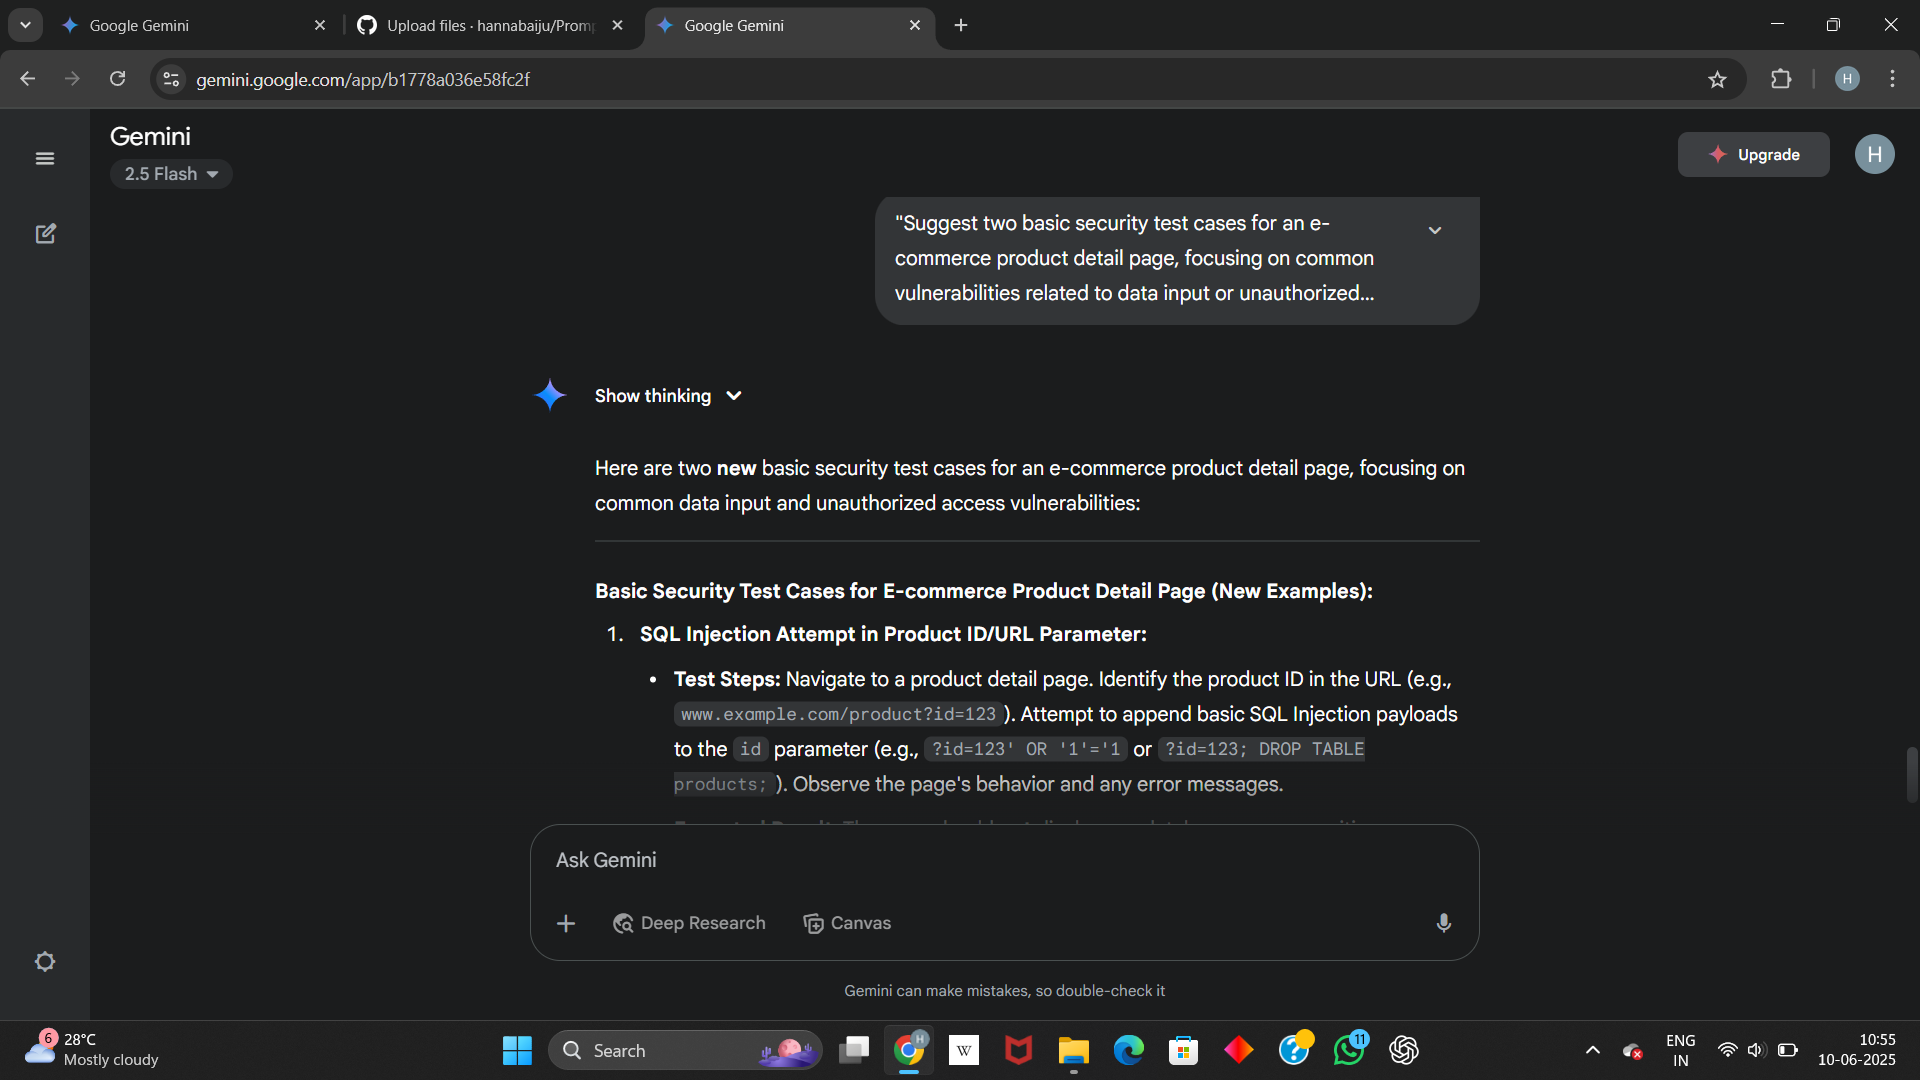 Google Gemini
Upload files · hannabaiju/Prom
Google Gemini
gemini.google.com/app/b1778a036e58fc2f
H
Gemini
2.5 Flash
Upgrade
H
"Suggest two basic security test cases for an e-
commerce product detail page, focusing on common
vulnerabilities related to data input or unauthorized...
Show thinking
Here are two new basic security test cases for an e-commerce product detail page, focusing on
common data input and unauthorized access vulnerabilities:
Basic Security Test Cases for E-commerce Product Detail Page (New Examples):
1. SQL Injection Attempt in Product ID/URL Parameter:
• Test Steps: Navigate to a product detail page. Identify the product ID in the URL (e.g.,
www.example.com/product?id=123 ). Attempt to append basic SQL Injection payloads
to the id parameter (e.g., ?id=123' OR '1'='1 or ?id=123; DROP TABLE
products; ). Observe the page's behavior and any error messages.
Ask Gemini
Deep Research
Canvas
Gemini can make mistakes, so double-check it
6
28°C
Mostly cloudy
Search
H
W
11
ENG
IN
10:55
10-06-2025